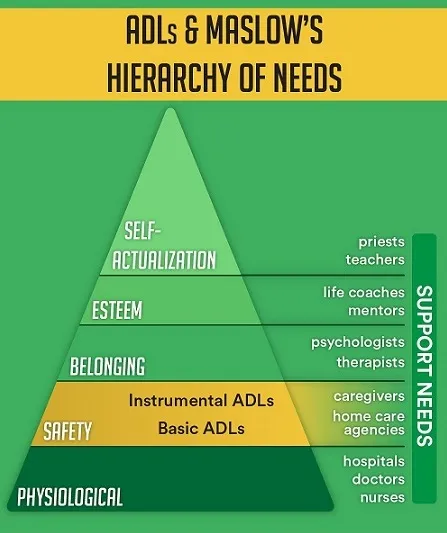 ADLs & MASLOW'S
HIERARCHY OF NEEDS
SELF-
ACTUALIZATION
priests
teachers
ESTEEM
life coaches
mentors
BELONGING
psychologists
therapists
SAFETY
Instrumental ADLs
Basic ADLs
caregivers
home care
agencies
PHYSIOLOGICAL
hospitals
doctors
nurses
SUPPORT NEEDS